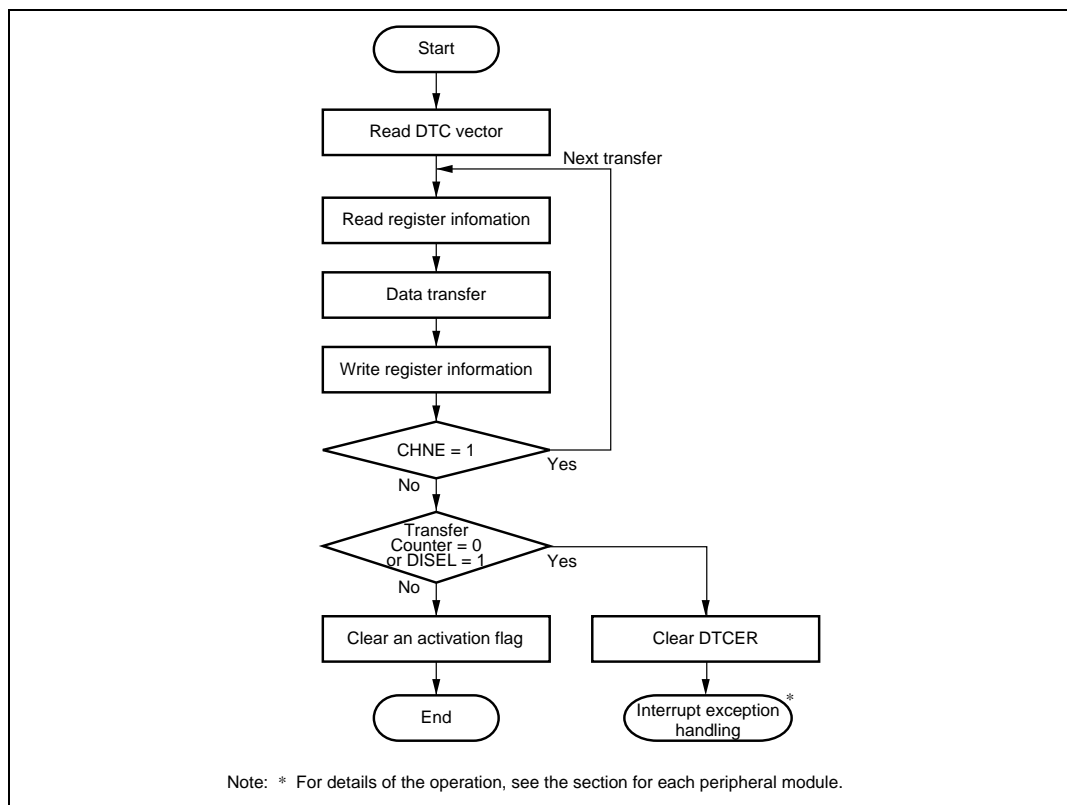 Start
Read DTC vector
Next transfer
Read register infomation
Data transfer
Write register information
CHNE = 1
Yes
No
Transfer
Counter = 0
or DISEL = 1
Yes
No
Clear an activation flag
Clear DTCER
End
Interrupt exception *
handling
Note: * For details of the operation, see the section for each peripheral module.